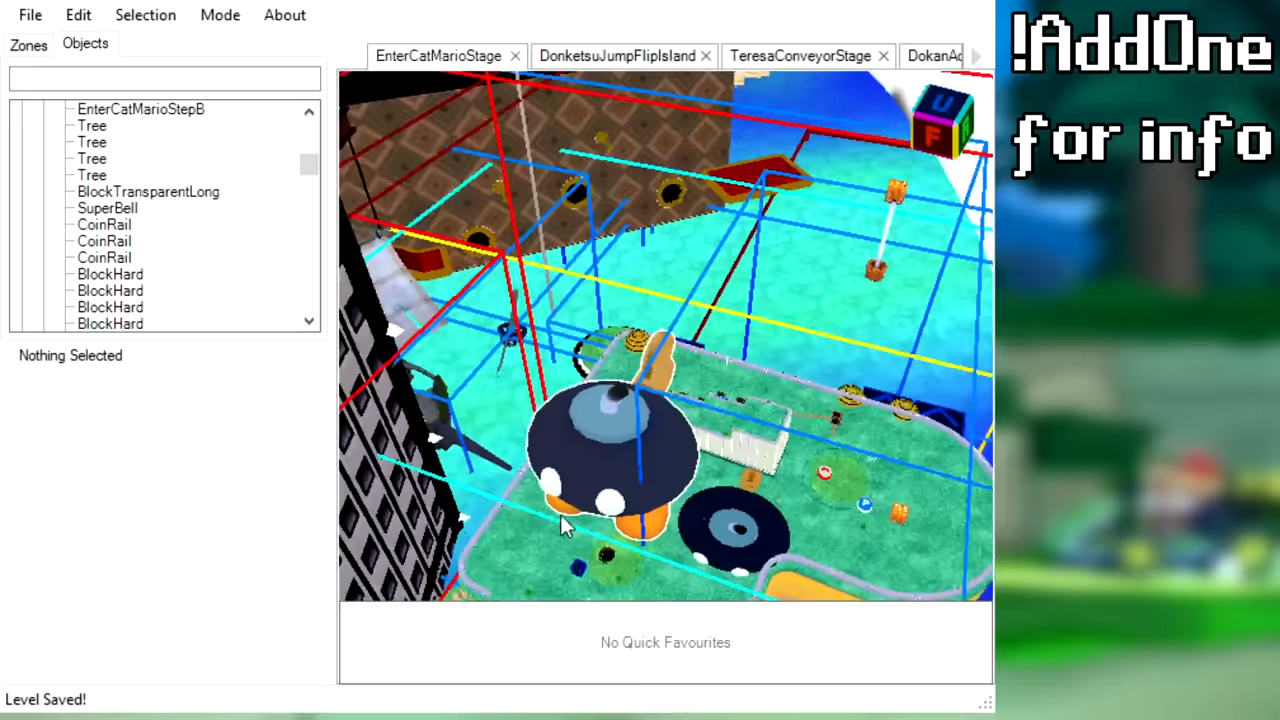 File Edit Selection Mode About
Zones Objects
EnterCatMarioStage DonketsuJumpFlipIsland TeresaConveyorStage DokanAc
EnterCatMarioStepB
Tree
Tree
Tree
Tree
BlockTransparentLong
SuperBell
CoinRail
CoinRail
CoinRail
BlockHard
BlockHard
BlockHard
BlockHard
Nothing Selected
U
F
R
P
No Quick Favourites
Level Saved!
!AddOne
for info